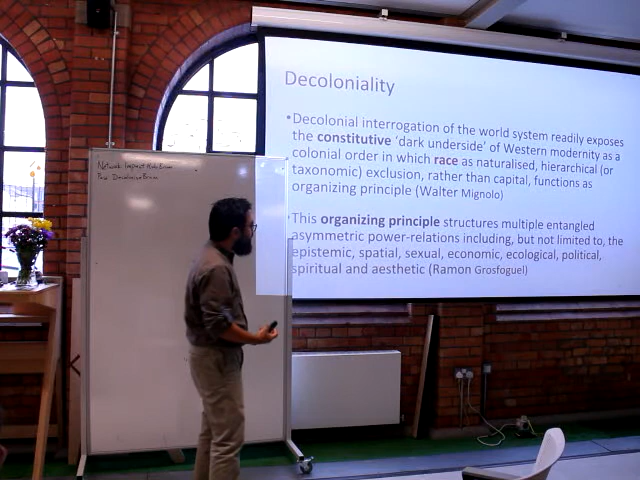 Decoloniality
•Decolonial interrogation of the world system readily exposes
the constitutive 'dark underside' of Western modernity as a
colonial order in which race as naturalised, hierarchical (or
taxonomic) exclusion, rather than capital, functions as
organizing principle (Walter Mignolo)
•This organizing principle structures multiple entangled
asymmetric power-relations including, but not limited to, the
epistemic, spatial, sexual, economic, ecological, political,
spiritual and aesthetic (Ramon Grosfoguel)
Network